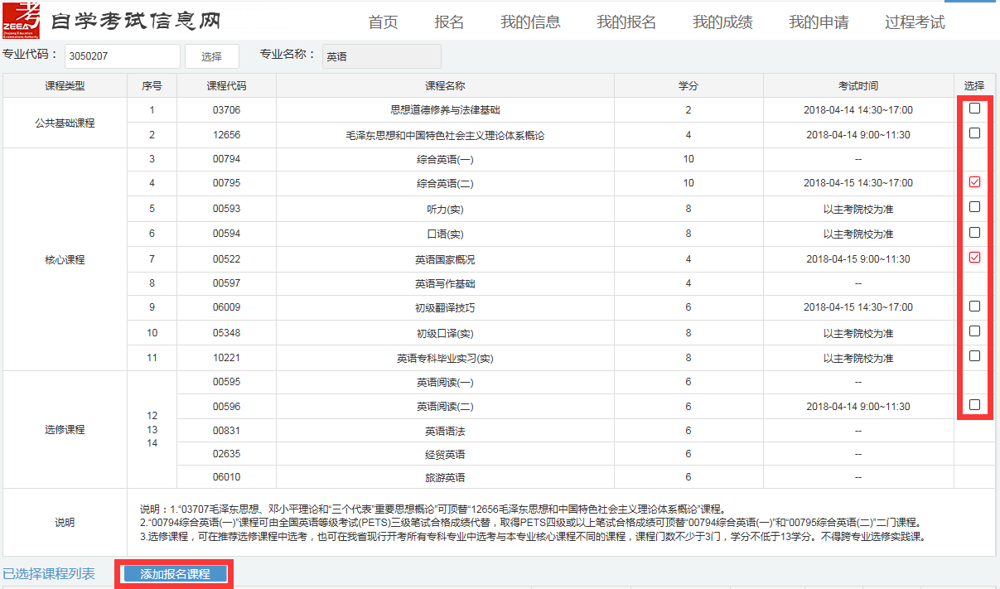 考 自学考试信息网 首页 报名 我的信息 我的报名 我的成绩 我的申请 过程考试
ZEEA
Zhejiang Education
Examinations Authority
专业代码： 3050207 选择 专业名称： 英语
课程类型 序号 课程代码 课程名称 学分 考试时间 选择
公共基础课程
1 03706 思想道德修养与法律基础 2 2018-04-14 14:30~17:00
2 12656 毛泽东思想和中国特色社会主义理论体系概论 4 2018-04-14 9:00~11:30
核心课程
3 00794 综合英语(一) 10 --
4 00795 综合英语(二) 10 2018-04-15 14:30~17:00
5 00593 听力(实) 8 以主考院校为准
6 00594 口语(实) 8 以主考院校为准
7 00522 英语国家概况 4 2018-04-15 9:00~11:30
8 00597 英语写作基础 4 --
9 06009 初级翻译技巧 6 2018-04-15 14:30~17:00
10 05348 初级口译(实) 8 以主考院校为准
11 10221 英语专科毕业实习(实) 8 以主考院校为准
选修课程
12
13
14
00595 英语阅读(一) 6 --
00596 英语阅读(二) 6 2018-04-14 9:00~11:30
00831 英语语法 6 --
02635 经贸英语 6 --
06010 旅游英语 6 --
说明
说明：1.“03707毛泽东思想、邓小平理论和“三个代表”重要思想概论”可顶替“12656毛泽东思想和中国特色社会主义理论体系概论”课程。
2.“00794综合英语(一)”课程可由全国英语等级考试(PETS)三级笔试合格成绩代替，取得PETS四级或以上笔试合格成绩可顶替“00794综合英语(一)”和“00795综合英语(二)”二门课程。
3.选修课程，可在推荐选修课程中选考，也可在我省现行开考所有专科专业中选考与本专业核心课程不同的课程，课程门数不少于3门，学分不低于13学分。不得跨专业选修实践课。
已选择课程列表 添加报名课程